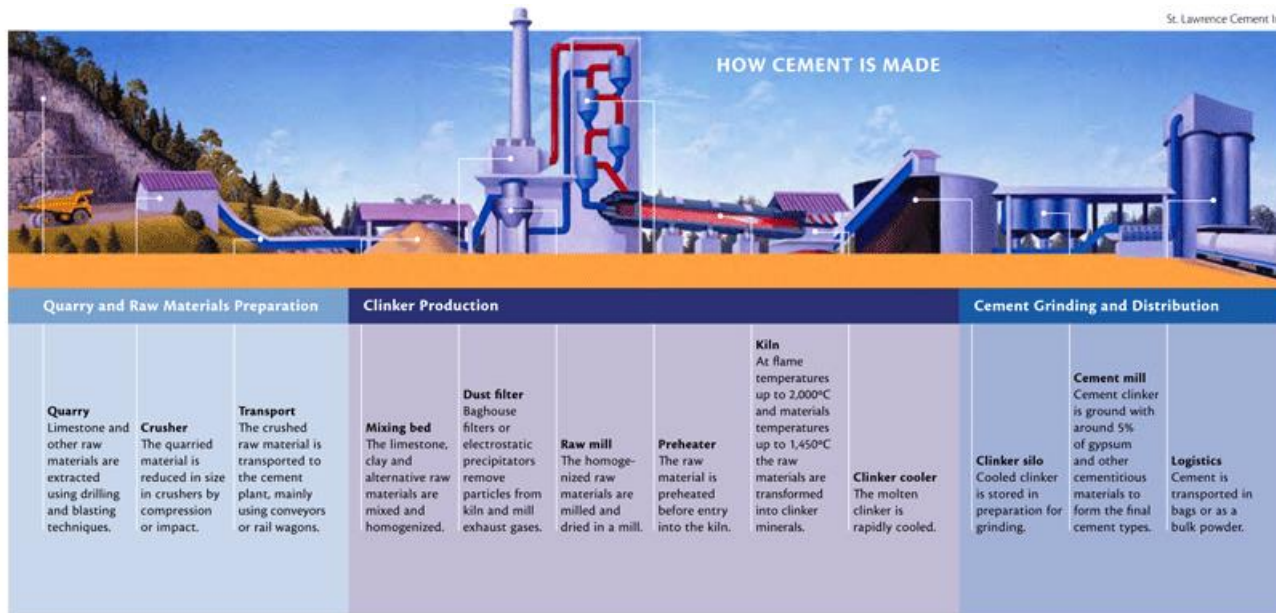 St. Lawrence Cement
HOW CEMENT IS MADE
Quarry and Raw Materials Preparation
Clinker Production
Cement Grinding and Distribution
Quarry
Limestone and
other raw
materials are
extracted
using drilling
and blasting
techniques.
Crusher
The quarried
material is
reduced in size
in crushers by
compression
or impact.
Transport
The crushed
raw material is
transported to
the cement
plant, mainly
using conveyors
or rail wagons.
Mixing bed
The limestone,
clay and
alternative raw
materials are
mixed and
homogenized.
Dust filter
Baghouse
filters or
electrostatic
precipitators
remove
particles from
kiln and mill
exhaust gases.
Raw mill
The homoge-
nized raw
materials are
milled and
dried in a mill.
Preheater
The raw
material is
preheated
before entry
into the kiln.
Kiln
At flame
temperatures
up to 2,000ºC
and materials
temperatures
up to 1,450ºC
the raw
materials are
transformed
into clinker
minerals.
Clinker cooler
The molten
clinker is
rapidly cooled.
Clinker silo
Cooled clinker
is stored in
preparation for
grinding.
Cement mill
Cement clinker
is ground with
around 5%
of gypsum
and other
cementitious
materials to
form the final
cement types.
Logistics
Cement is
transported in
bags or as a
bulk powder.